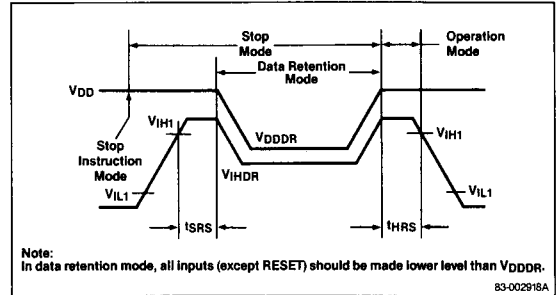 Stop
Mode
Operation
Mode
Data Retention
Mode
VDD
VIH1
Stop
Instruction
Mode
VDDDR
VIH1
VIHDR
VIL1
VIL1
tSRS
tHRS
Note:
In data retention mode, all inputs (except RESET) should be made lower level than VDDDR.
83-002918A